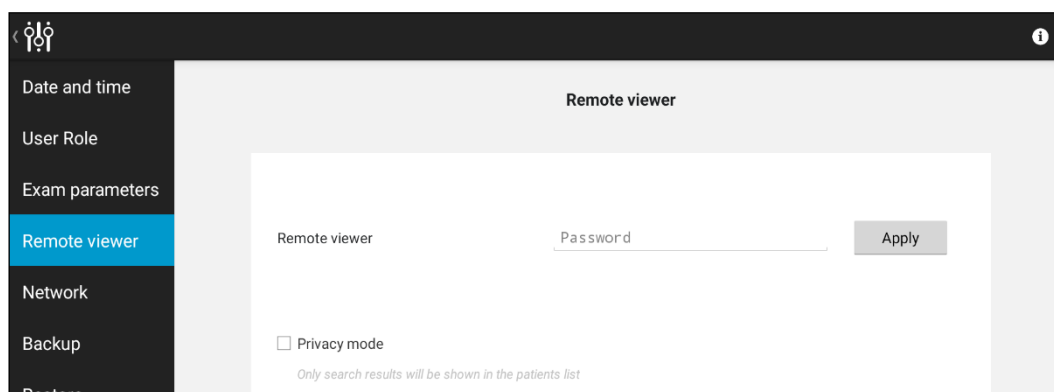 Date and time
User Role
Exam parameters
Remote viewer
Network
Backup
Remote viewer
Remote viewer Password Apply
Privacy mode
Only search results will be shown in the patients list